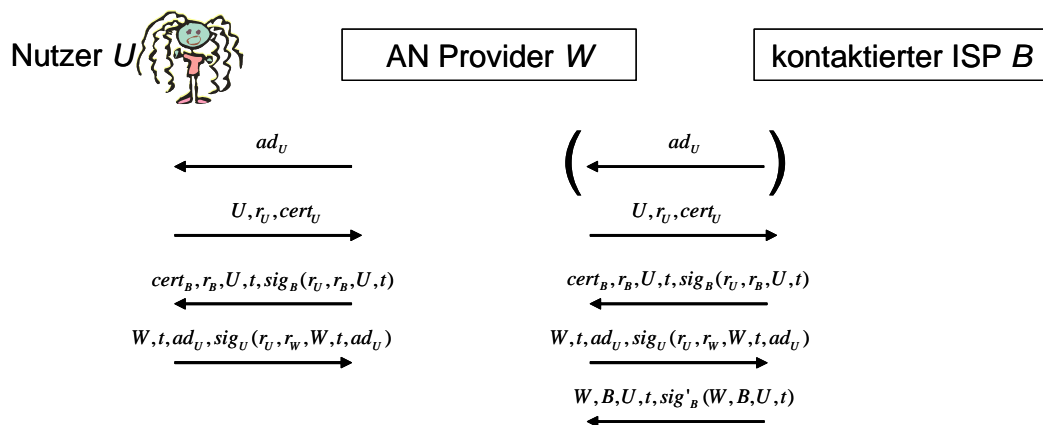 Nutzer U AN Provider W kontaktierter ISP B
ad_U ( ad_U )
U,r_U,cert_U U,r_U,cert_U
cert_B,r_B,U,t,sig_B(r_U,r_B,U,t) cert_B,r_B,U,t,sig_B(r_U,r_B,U,t)
W,t,ad_U,sig_U(r_U,r_W,W,t,ad_U) W,t,ad_U,sig_U(r_U,r_W,W,t,ad_U)
W,B,U,t,sig'_B(W,B,U,t)